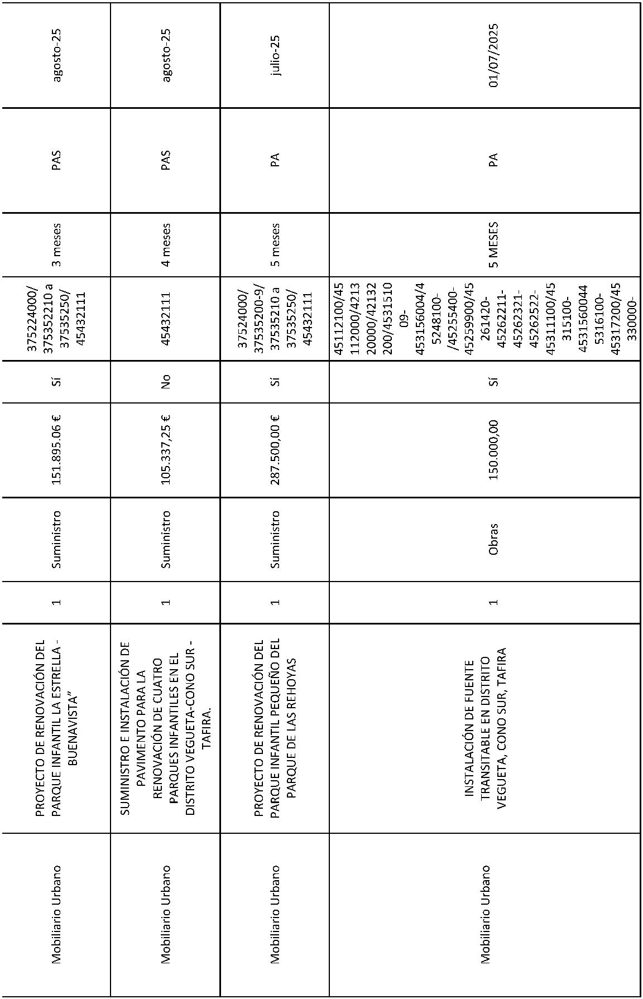 Mobiliario Urbano
PROYECTO DE RENOVACIÓN DEL
PARQUE INFANTIL LA ESTRELLA -
BUENAVISTA”
1
Suministro
151.895.06 €
Sí
375224000/
375352210 a
37535250/
45432111
3 meses
PAS
agosto-25
Mobiliario Urbano
SUMINISTRO E INSTALACIÓN DE
PAVIMENTO PARA LA
RENOVACIÓN DE CUATRO
PARQUES INFANTILES EN EL
DISTRITO VEGUETA-CONO SUR -
TAFIRA.
1
Suministro
105.337,25 €
No
45432111
4 meses
PAS
agosto-25
Mobiliario Urbano
PROYECTO DE RENOVACIÓN DEL
PARQUE INFANTIL PEQUEÑO DEL
PARQUE DE LAS REHOYAS
1
Suministro
287.500,00 €
Sí
37524000/
37535200-9/
37535210 a
37535250/
45432111
5 meses
PA
julio-25
Mobiliario Urbano
INSTALACIÓN DE FUENTE
TRANSITABLE EN DISTRITO
VEGUETA, CONO SUR, TAFIRA
1
Obras
150.000,00
Sí
45112100/45
112000/4213
20000/42132
200/4531510
09-
453156004/4
5248100-
/45255400-
45259900/45
261420-
45262211-
45262321-
45262522-
45311100/45
315100-
4531560044
5316100-
45317200/45
330000-
5 MESES
PA
01/07/2025